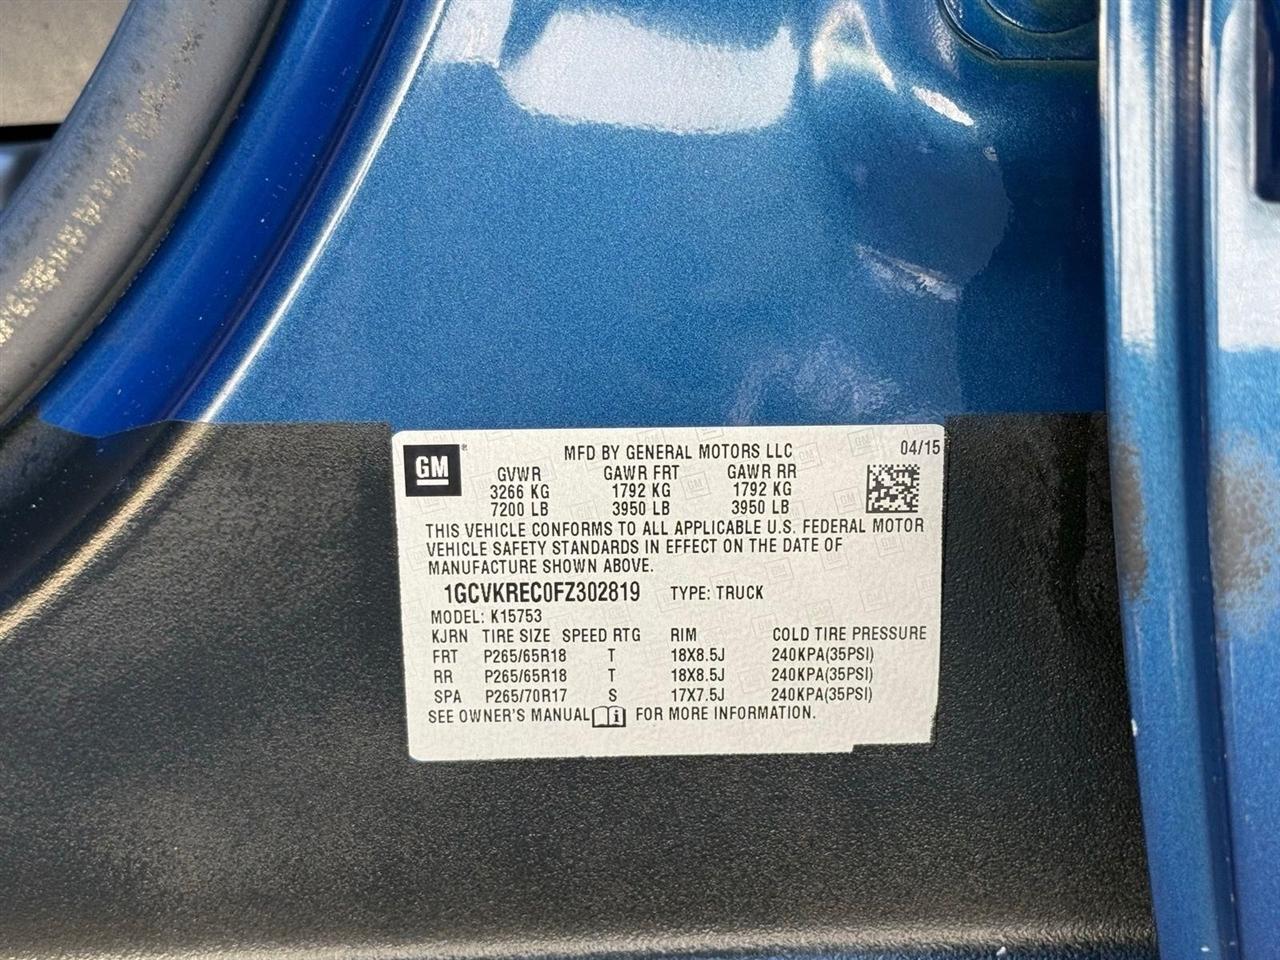 GM
MFD BY GENERAL MOTORS LLC 04/15
GVWR GAWR FRT GAWR RR
3266 KG 1792 KG 1792 KG
7200 LB 3950 LB 3950 LB
THIS VEHICLE CONFORMS TO ALL APPLICABLE U.S. FEDERAL MOTOR
VEHICLE SAFETY STANDARDS IN EFFECT ON THE DATE OF
MANUFACTURE SHOWN ABOVE.
1GCVKREC0FZ302819 TYPE: TRUCK
MODEL: K15753
KJRN TIRE SIZE SPEED RTG RIM COLD TIRE PRESSURE
FRT P265/65R18 T 18X8.5J 240KPA(35PSI)
RR P265/65R18 T 18X8.5J 240KPA(35PSI)
SPA P265/70R17 S 17X7.5J 240KPA(35PSI)
SEE OWNER'S MANUAL FOR MORE INFORMATION.